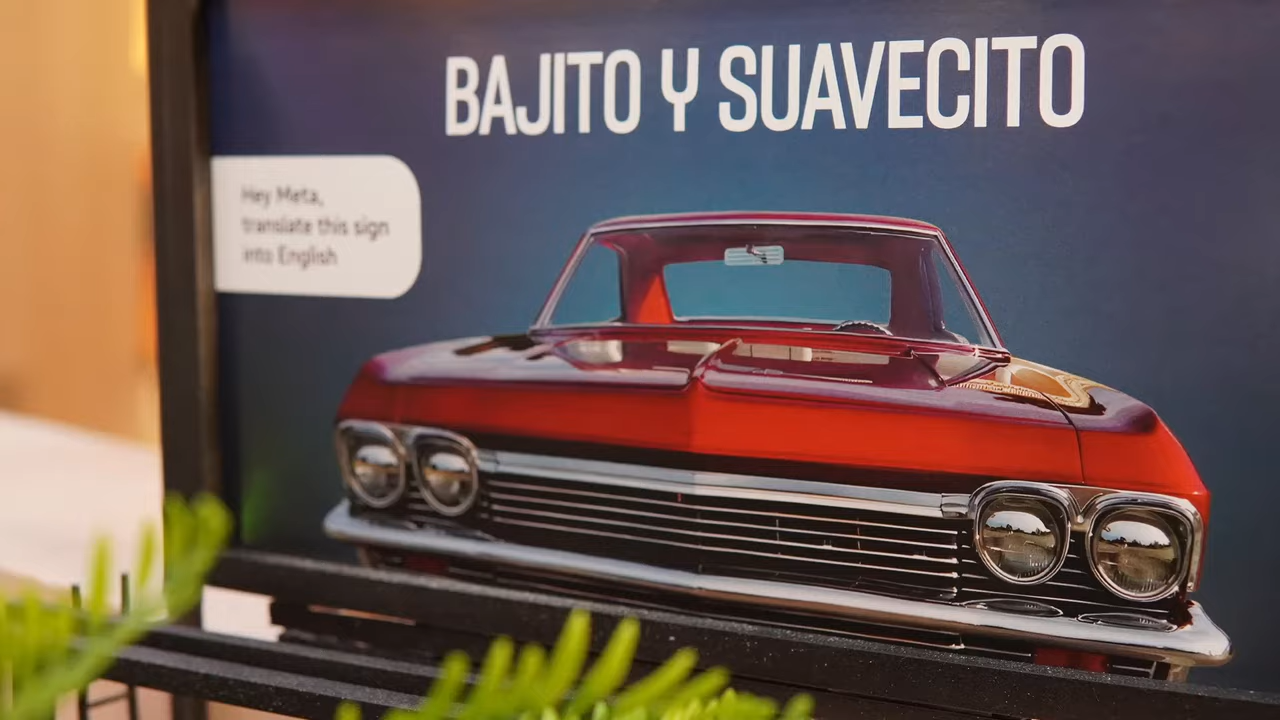 BAJITO Y SUAVECITO
Hey Meta,
translate this sign
into English